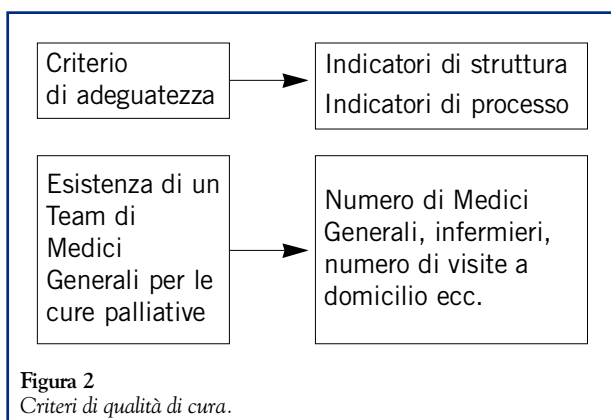 Criterio
di adeguatezza
Indicatori di struttura
Indicatori di processo
Esistenza di un
Team di
Medici
Generali per le
cure palliative
Numero di Medici
Generali, infermieri,
numero di visite a
domicilio ecc.
Figura 2
Criteri di qualità di cura.